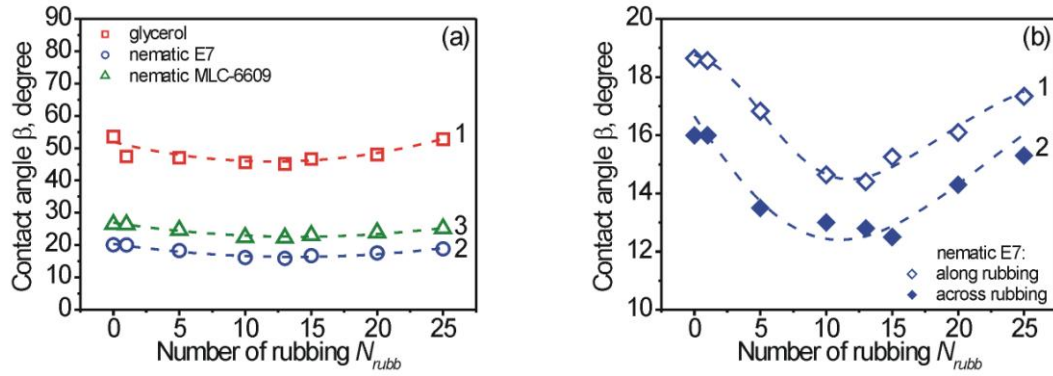 90
80
70
60
50
40
30
20
10
0
Contact angle β, degree
(a)
glycerol
nematic E7
nematic MLC-6609
1
3
2
0 5 10 15 20 25
Number of rubbing N_rubb
20
18
16
14
12
10
Contact angle β, degree
(b)
1
2
nematic E7:
along rubbing
across rubbing
0 5 10 15 20 25
Number of rubbing N_rubb